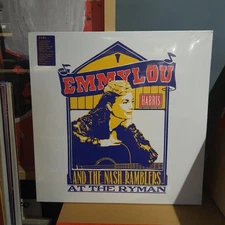 EMMYLOU
HARRIS
AND THE NASH RAMBLERS
AT THE RYMAN